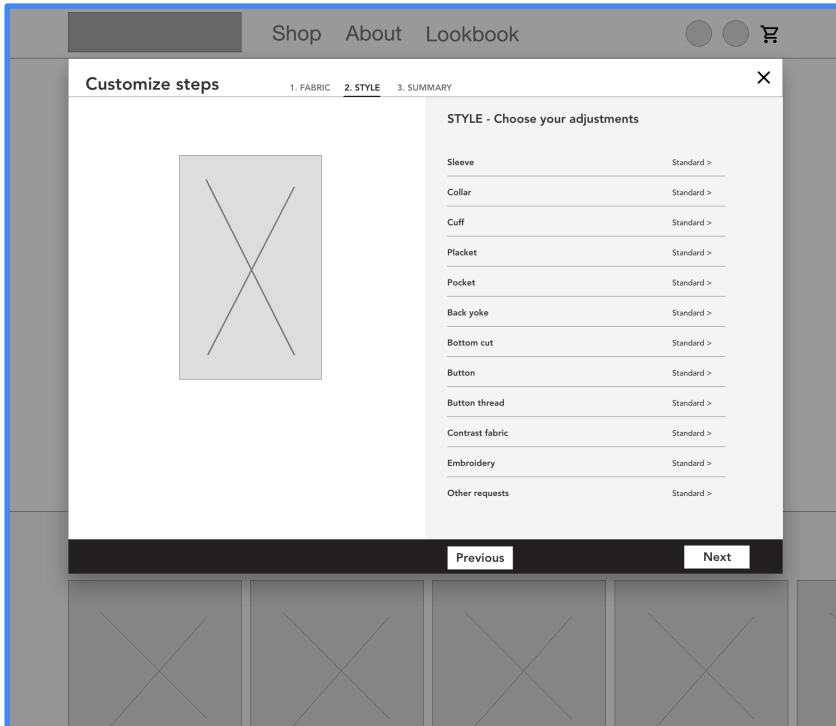 Shop About Lookbook
Customize steps 1. FABRIC 2. STYLE 3. SUMMARY
STYLE - Choose your adjustments
Sleeve Standard >
Collar Standard >
Cuff Standard >
Placket Standard >
Pocket Standard >
Back yoke Standard >
Bottom cut Standard >
Button Standard >
Button thread Standard >
Contrast fabric Standard >
Embroidery Standard >
Other requests Standard >
Previous Next